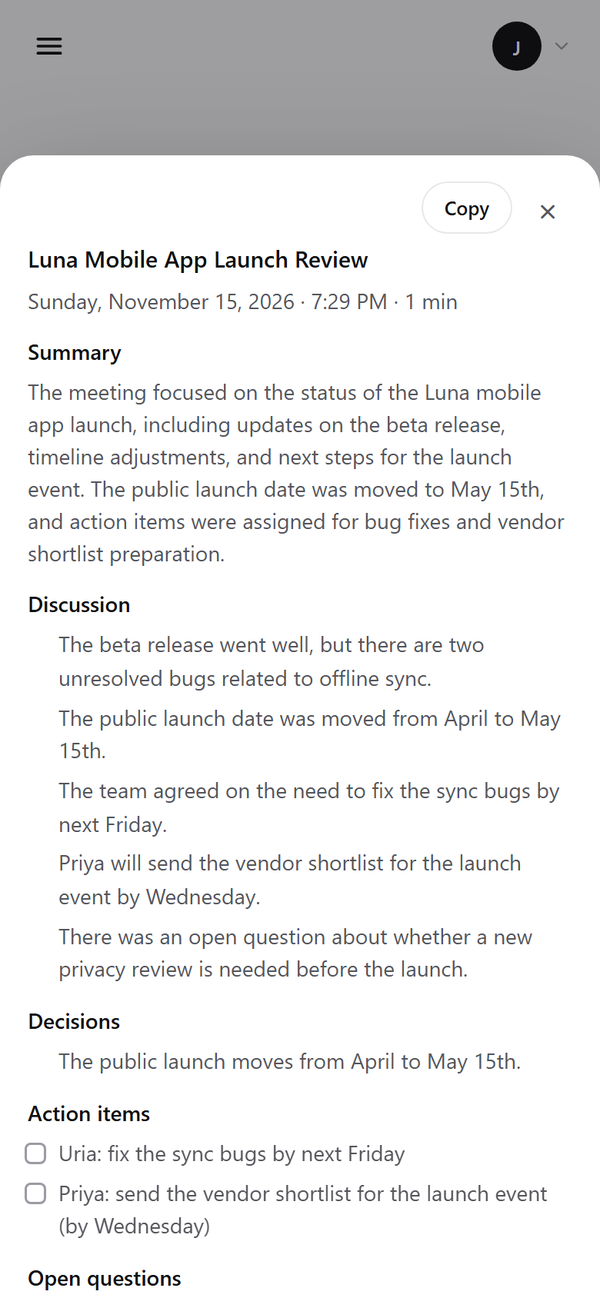 J
Copy
Luna Mobile App Launch Review
Sunday, November 15, 2026 · 7:29 PM · 1 min
Summary
The meeting focused on the status of the Luna mobile
app launch, including updates on the beta release,
timeline adjustments, and next steps for the launch
event. The public launch date was moved to May 15th,
and action items were assigned for bug fixes and vendor
shortlist preparation.
Discussion
The beta release went well, but there are two
unresolved bugs related to offline sync.
The public launch date was moved from April to May
15th.
The team agreed on the need to fix the sync bugs by
next Friday.
Priya will send the vendor shortlist for the launch
event by Wednesday.
There was an open question about whether a new
privacy review is needed before the launch.
Decisions
The public launch moves from April to May 15th.
Action items
Uria: fix the sync bugs by next Friday
Priya: send the vendor shortlist for the launch event
(by Wednesday)
Open questions